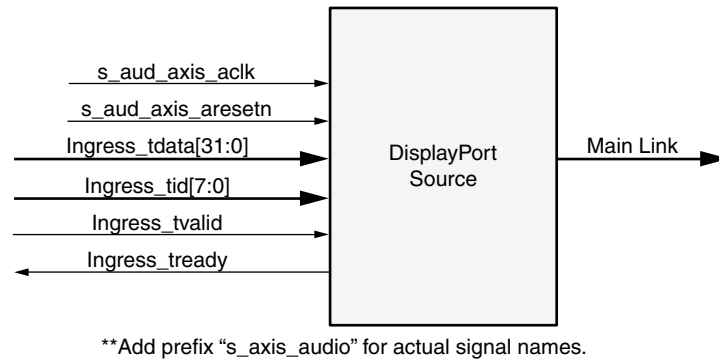 s_aud_axis_aclk
s_aud_axis_aresetn
Ingress_tdata[31:0]
Ingress_tid[7:0]
Ingress_tvalid
Ingress_tready
DisplayPort
Source
Main Link
**Add prefix “s_axis_audio” for actual signal names.